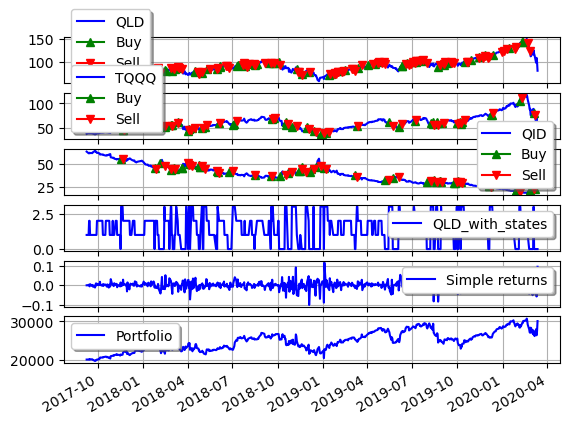 QLD
Buy
Sell
150
100
TQQQ
Buy
Sell
100
50
QID
Buy
Sell
50
25
QLD_with_states
2.5
0.0
Simple returns
0.1
0.0
-0.1
Portfolio
30000
20000
2017-10 2018-01 2018-04 2018-07 2018-10 2019-01 2019-04 2019-07 2019-10 2020-01 2020-04